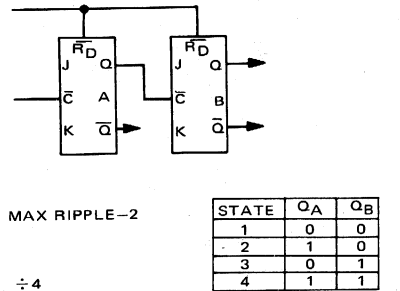 R̅D̅ R̅D̅
J Q J Q
C̅ A C̅ B
K Q̅ K Q̅
MAX RIPPLE–2
÷4
STATE QA QB
1 0 0
2 1 0
3 0 1
4 1 1